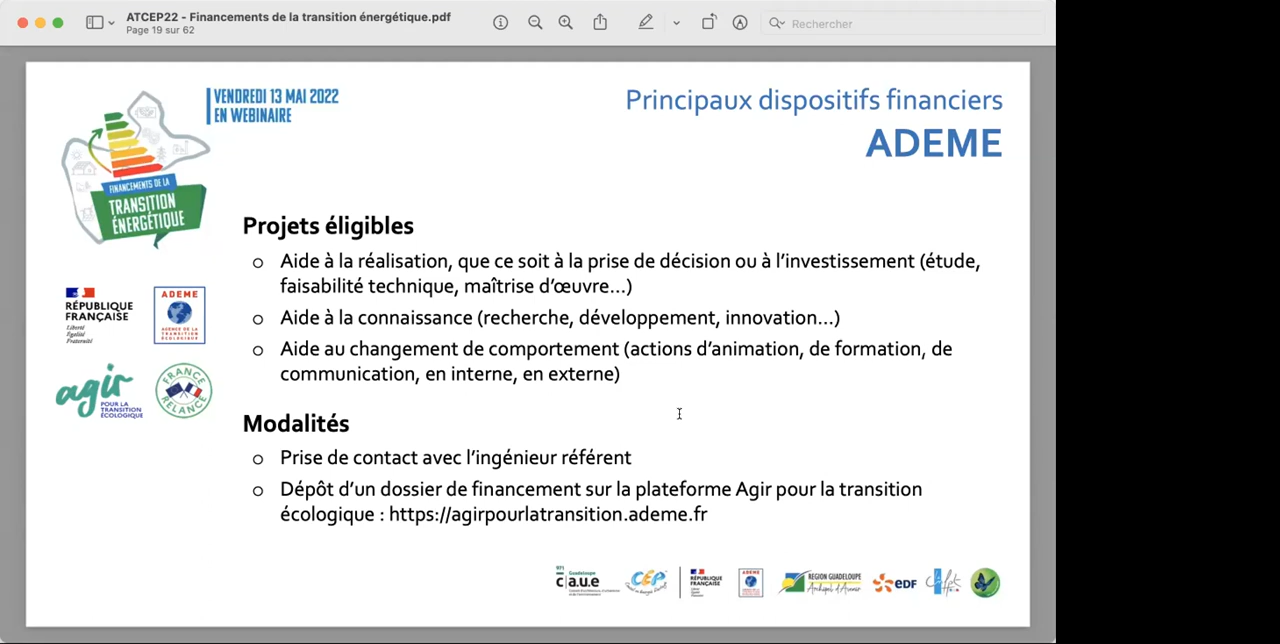 ATCEP22 - Financements de la transition énergétique.pdf
Page 19 sur 62
Rechercher
VENDREDI 13 MAI 2022
EN WEBINAIRE
Principaux dispositifs financiers
ADEME
FINANCEMENTS DE LA
TRANSITION
ÉNERGÉTIQUE
Projets éligibles
o Aide à la réalisation, que ce soit à la prise de décision ou à l’investissement (étude,
faisabilité technique, maîtrise d’œuvre...)
o Aide à la connaissance (recherche, développement, innovation...)
o Aide au changement de comportement (actions d’animation, de formation, de
communication, en interne, en externe)
RÉPUBLIQUE
FRANÇAISE
Liberté
Égalité
Fraternité
ADEME
AGENCE DE LA
TRANSITION
ÉCOLOGIQUE
agir
POUR LA
TRANSITION
ÉCOLOGIQUE
FRANCE
RELANCE
Modalités
o Prise de contact avec l’ingénieur référent
o Dépôt d’un dossier de financement sur la plateforme Agir pour la transition
écologique : https://agirpourlatransition.ademe.fr
971 Guadeloupe
c|a.u.e
CEP
RÉPUBLIQUE
FRANÇAISE
ADEME
REGION GUADELOUPE
Archipel d'Avenir
EDF